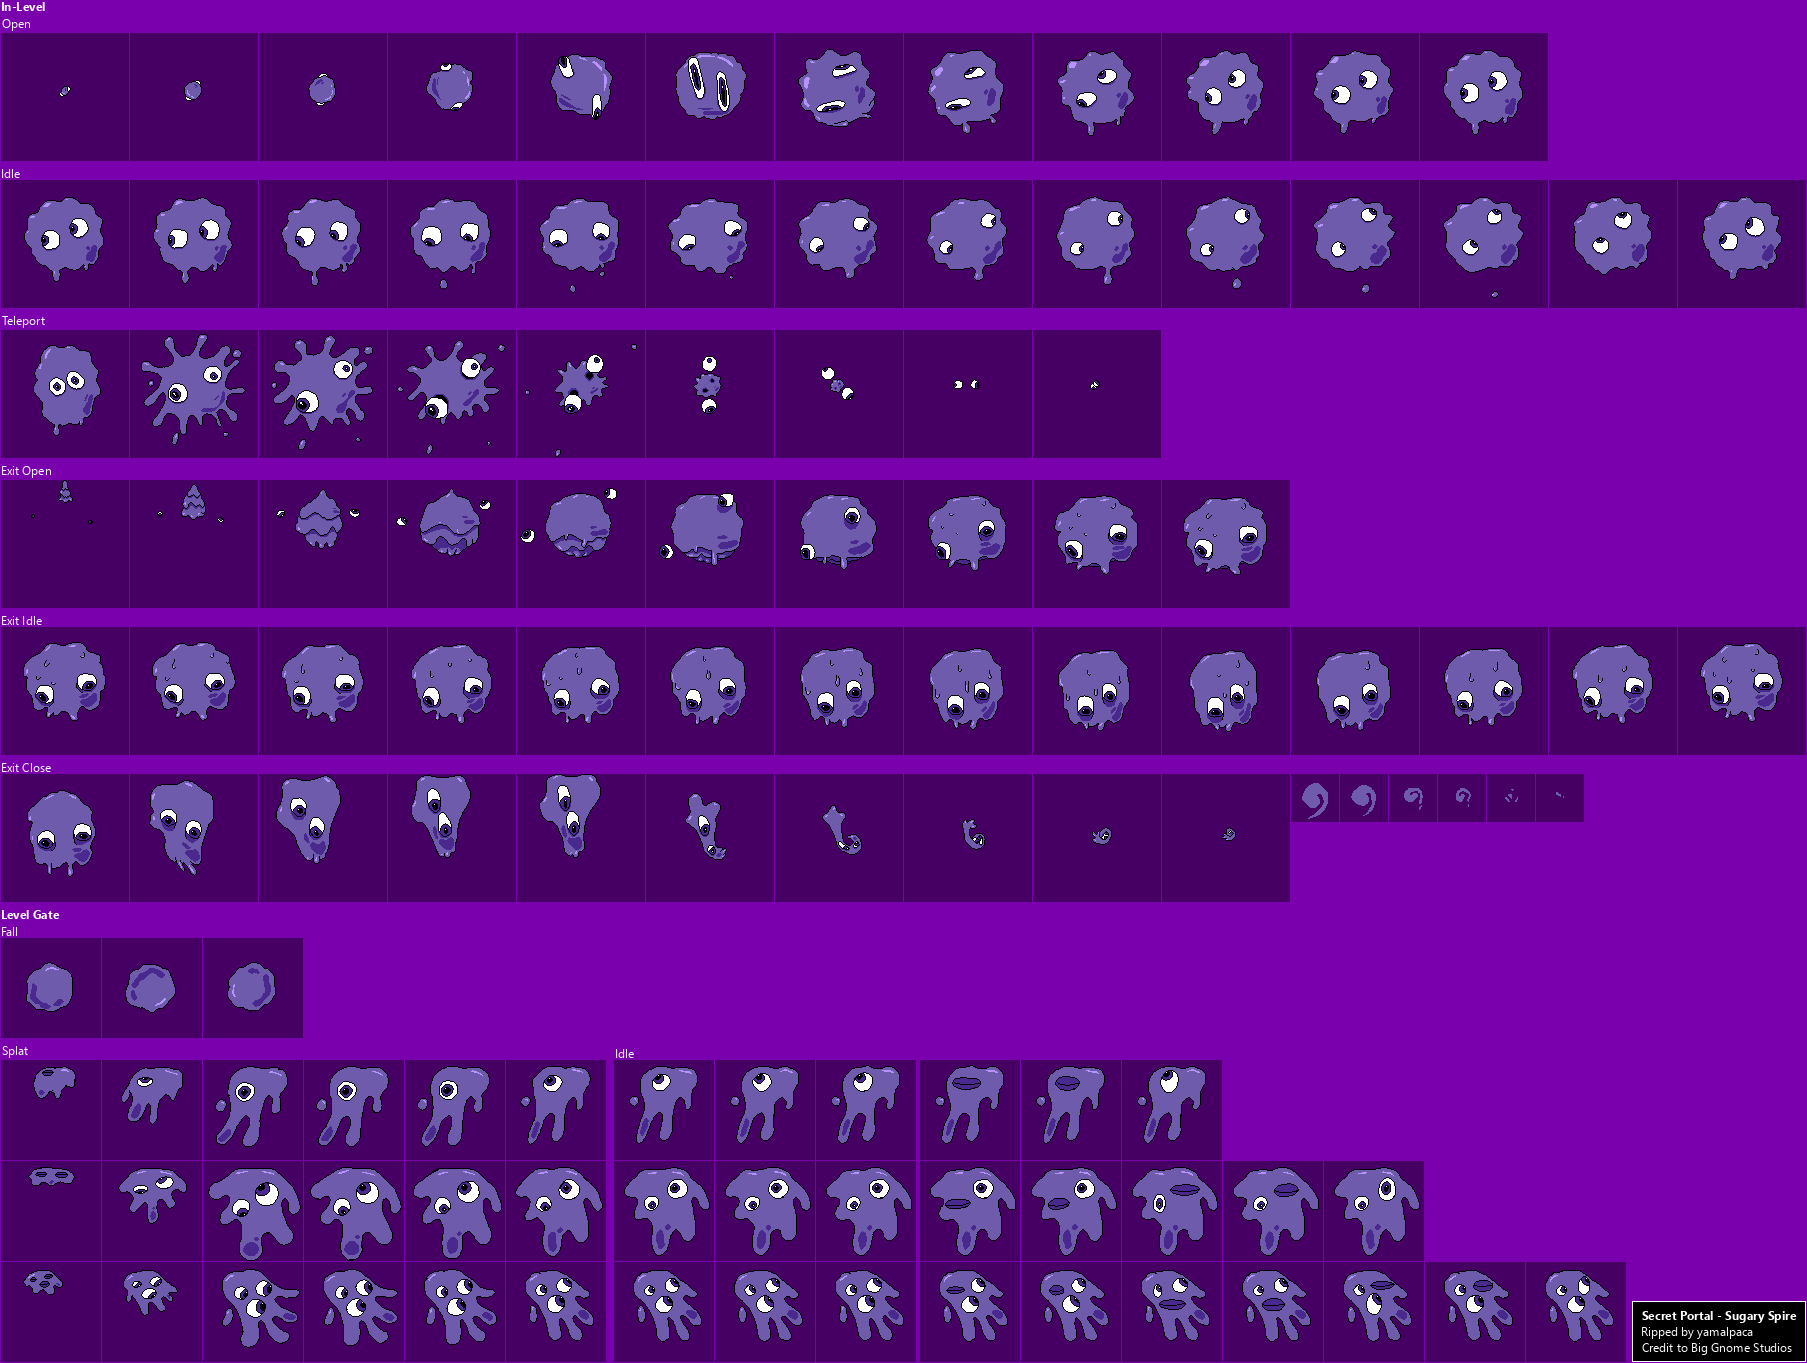 In-Level
Open
Idle
Teleport
Exit Open
Exit Idle
Exit Close
Level Gate
Fall
Splat
Idle
Secret Portal - Sugary Spire
Ripped by yamalpaca
Credit to Big Gnome Studios